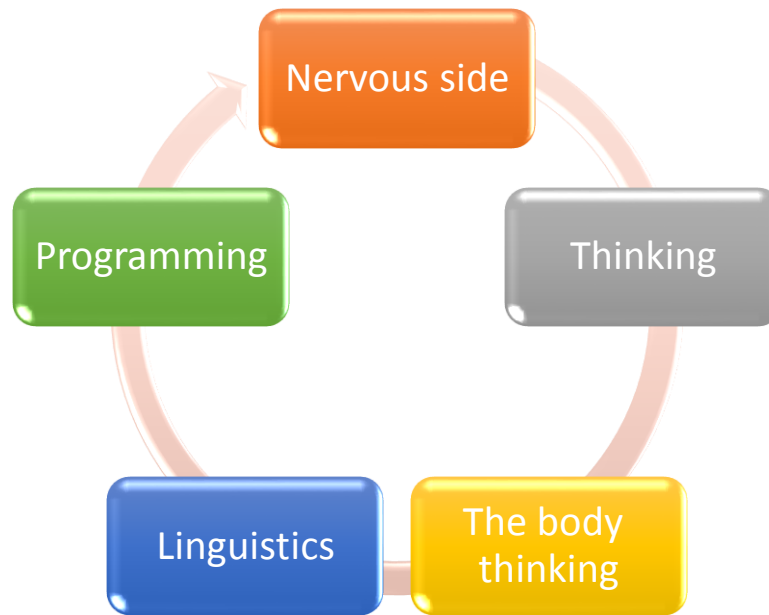 Nervous side
Thinking
The body
thinking
Linguistics
Programming